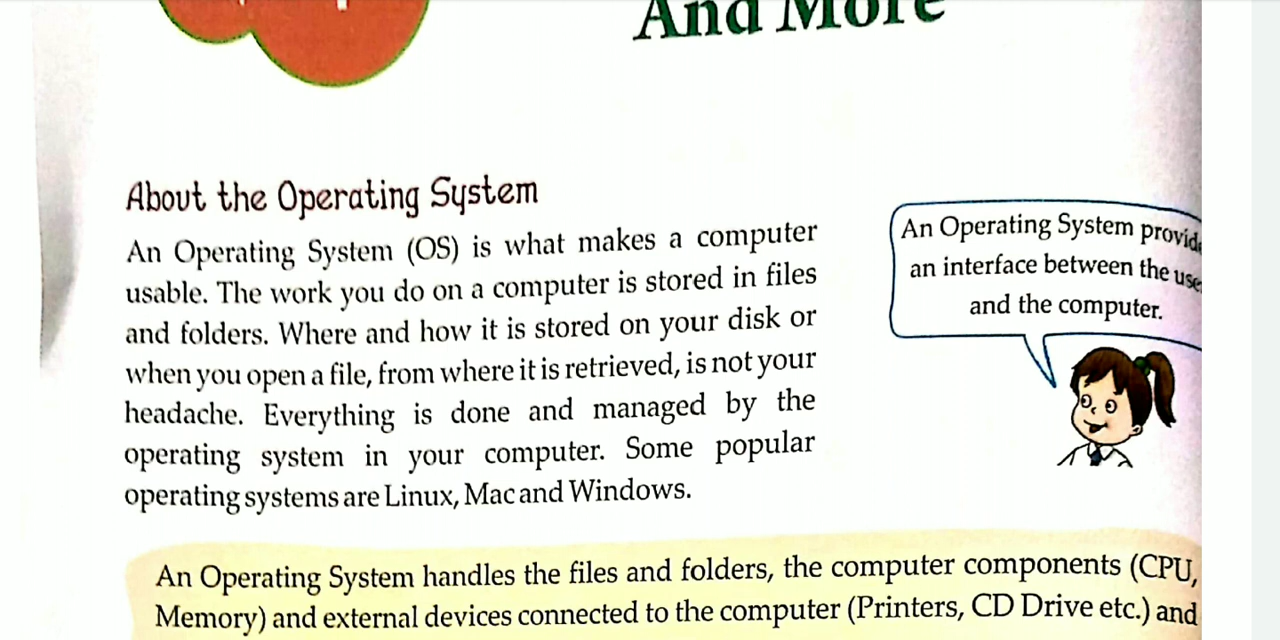 And More
About the Operating System
An Operating System (OS) is what makes a computer
usable. The work you do on a computer is stored in files
and folders. Where and how it is stored on your disk or
when you open a file, from where it is retrieved, is not your
headache. Everything is done and managed by the
operating system in your computer. Some popular
operating systems are Linux, Mac and Windows.
An Operating System
an interface between the
and the computer.
An Operating System handles the files and folders, the computer components (CPU,
Memory) and external devices connected to the computer (Printers, CD Drive etc.) and